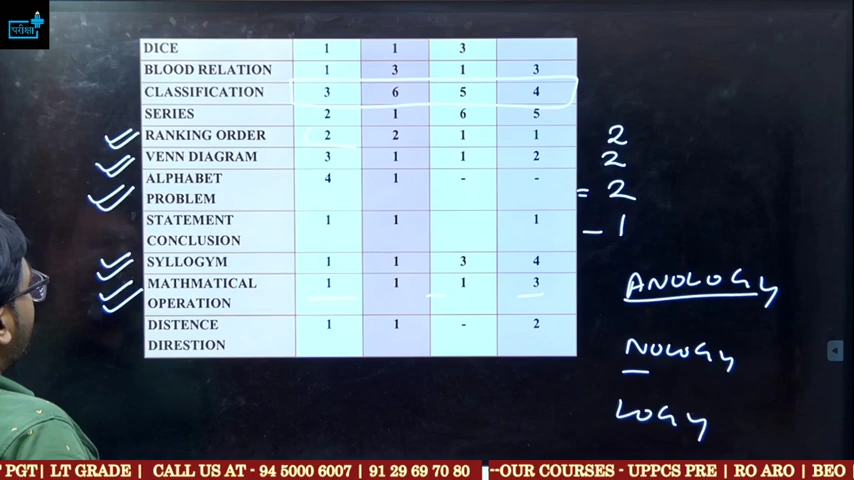 परीक्षा
DICE 1 1 3
BLOOD RELATION 1 3 1 3
CLASSIFICATION 3 6 5 4
SERIES 2 1 6 5
RANKING ORDER 2 2 1 1 2
VENN DIAGRAM 3 1 1 2 2
ALPHABET 4 1 - -
PROBLEM = 2
STATEMENT 1 1 1 – 1
CONCLUSION
SYLLOGYM 1 1 3 4
MATHMATICAL 1 1 1 3
OPERATION
DISTENCE 1 1 - 2
DIRESTION
ANOLOGY
NOLOGY
LOGY
PGT| LT GRADE | CALL US AT - 94 5000 6007 | 91 29 69 70 80 --OUR COURSES - UPPCS PRE | RO ARO | BEO